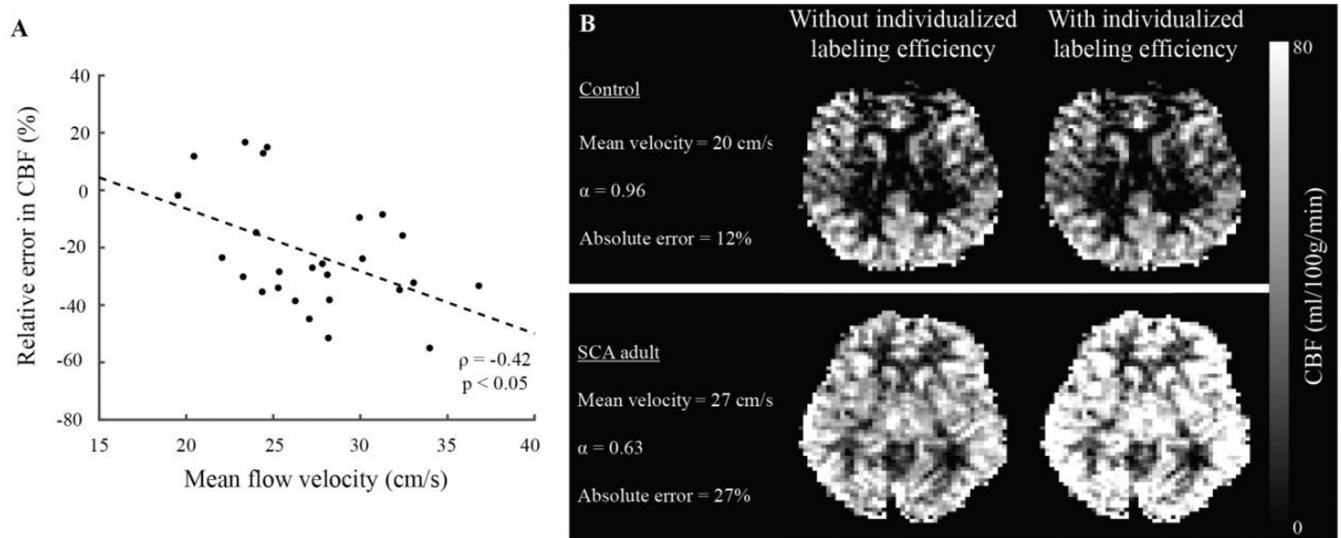 A
Relative error in CBF (%)
40
20
0
-20
-40
-60
-80
15 20 25 30 35 40
Mean flow velocity (cm/s)
ρ = -0.42
p < 0.05
B
Without individualized
labeling efficiency
With individualized
labeling efficiency
Control
Mean velocity = 20 cm/s
α = 0.96
Absolute error = 12%
SCA adult
Mean velocity = 27 cm/s
α = 0.63
Absolute error = 27%
80
CBF (ml/100g/min)
0